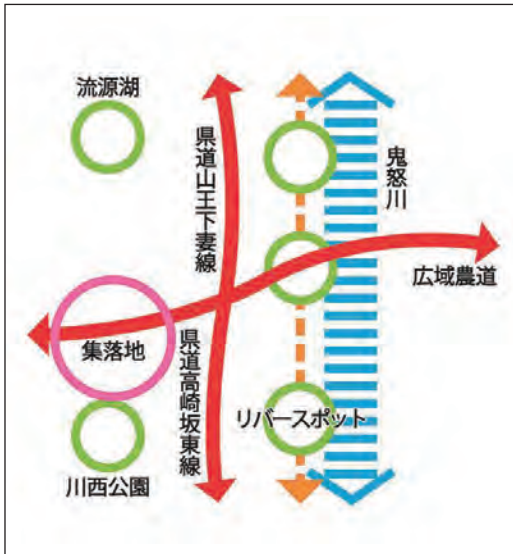 流源湖
県道山王下妻線
鬼怒川
広域農道
集落地
県道高崎坂東線
リバースポット
川西公園